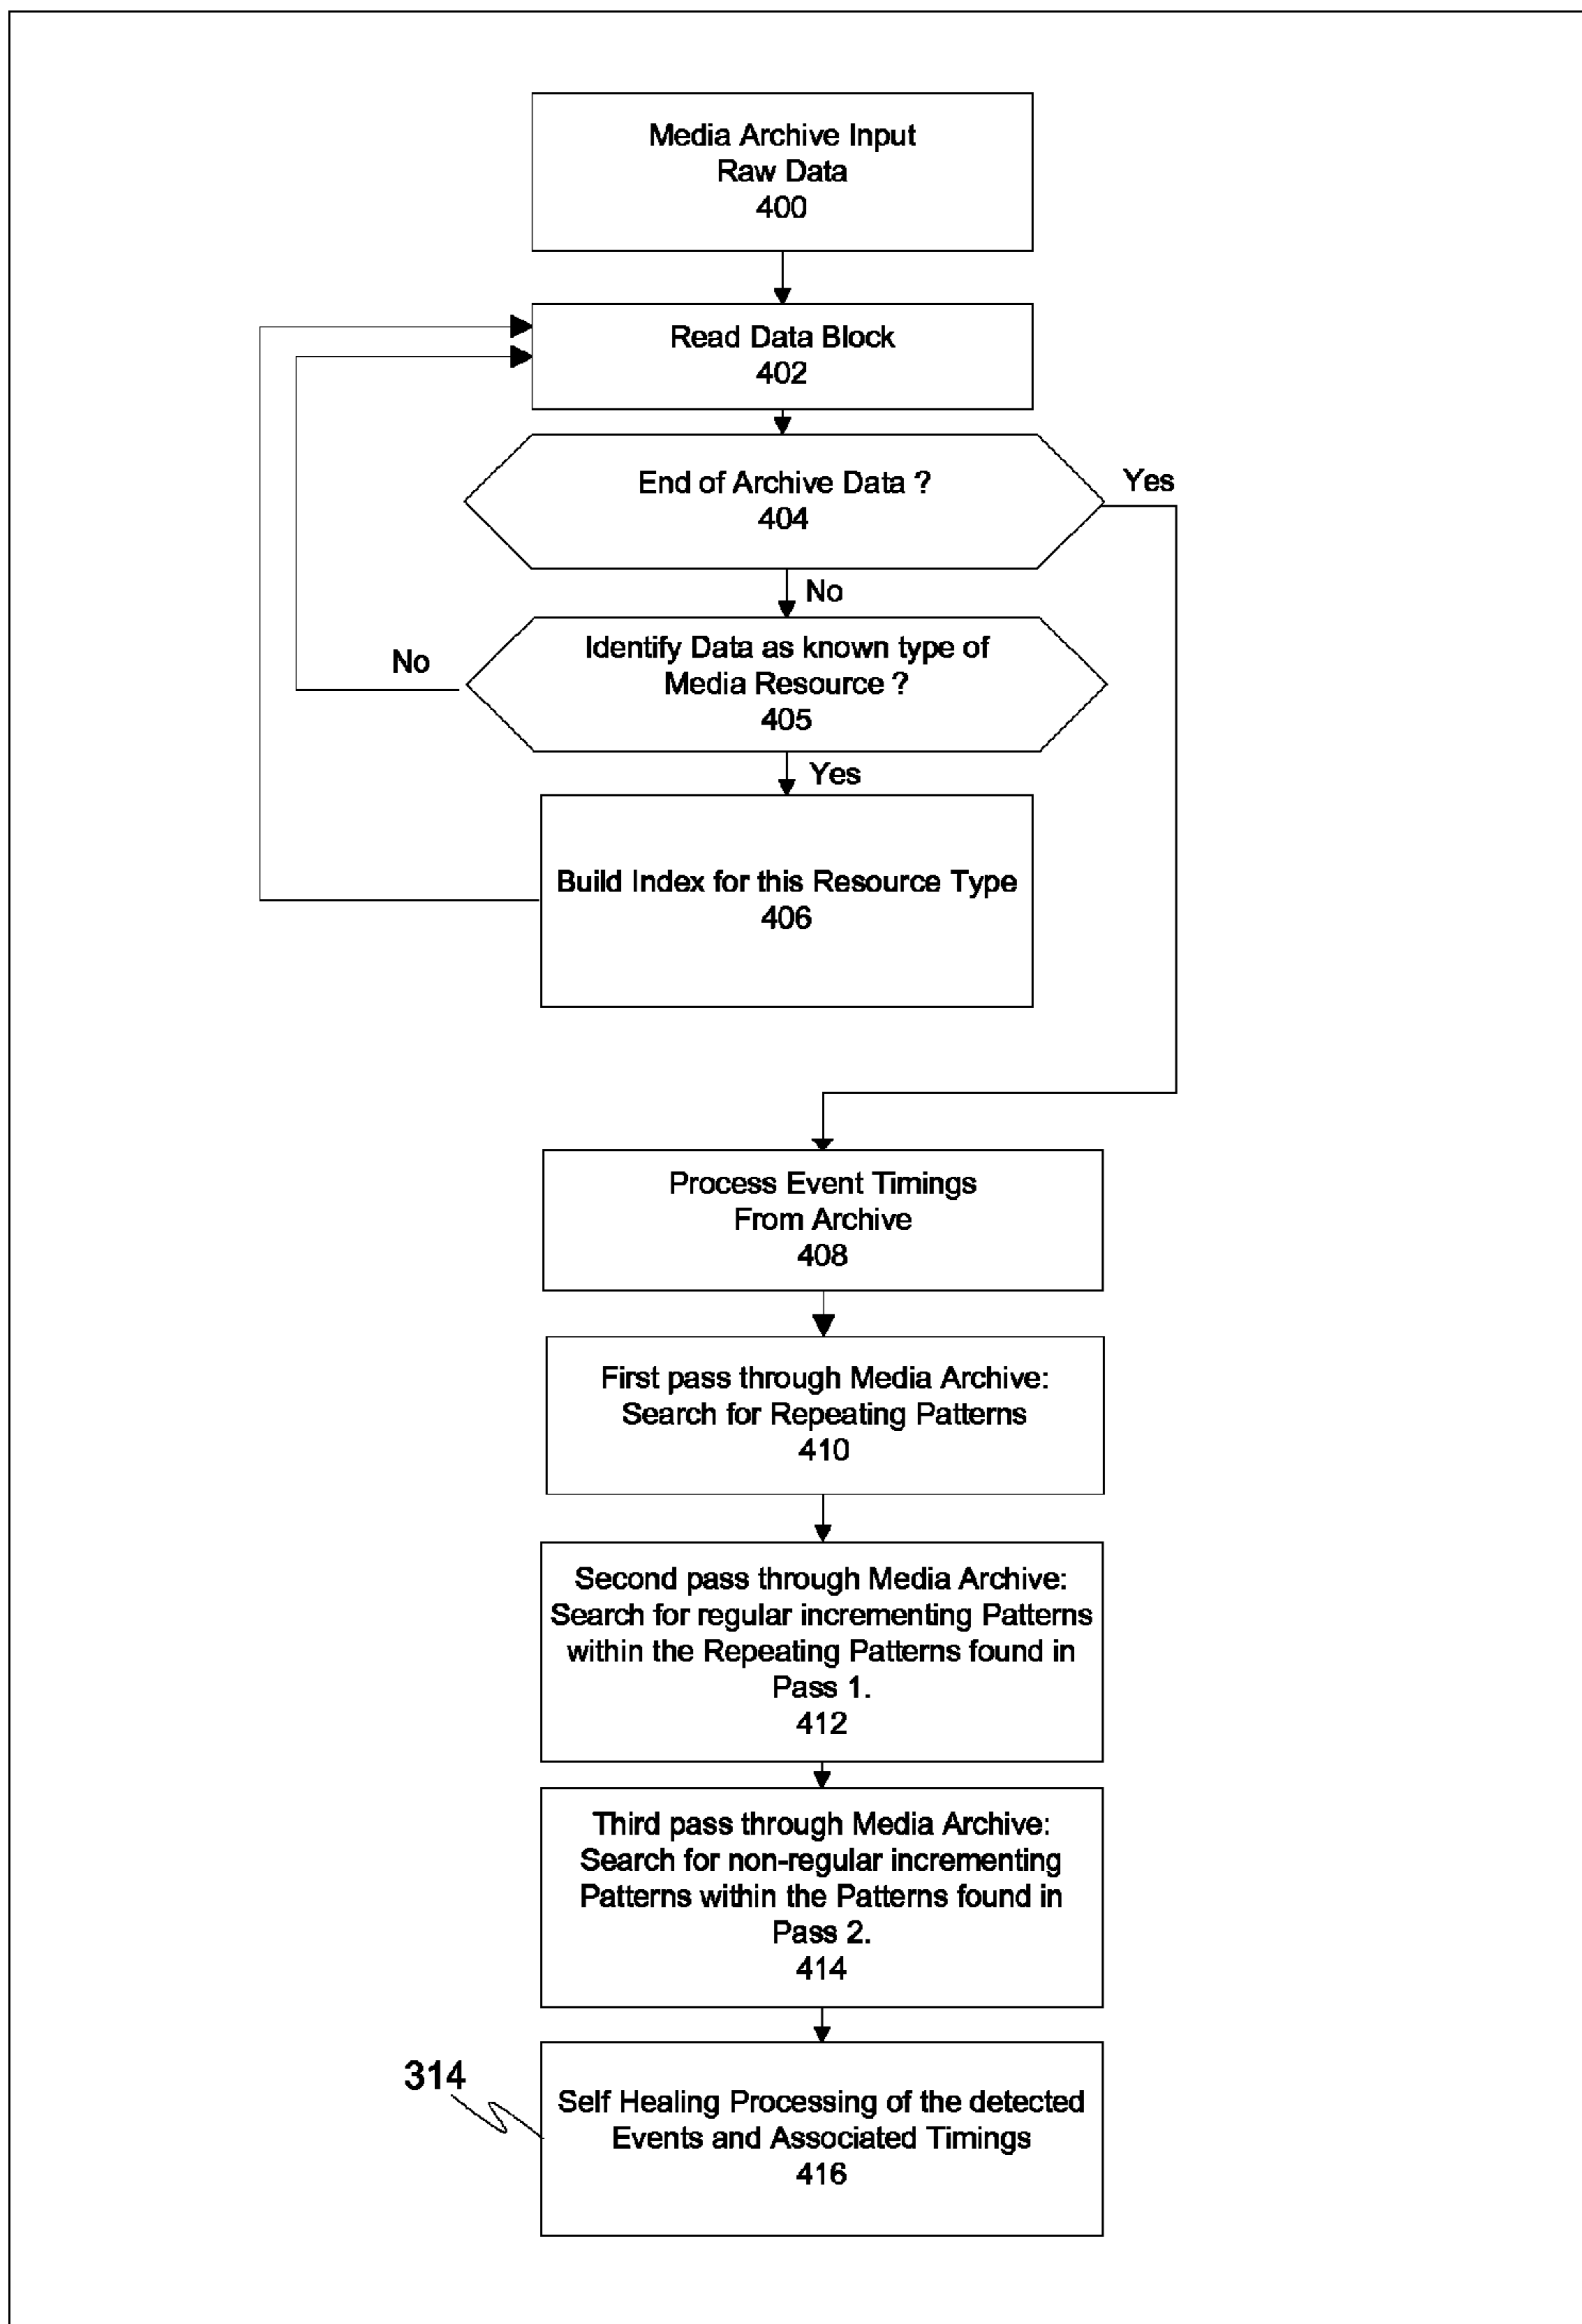 Media Archive Input
Raw Data
400
Read Data Block
402
End of Archive Data ?
404
Yes
No
Identify Data as known type of
Media Resource ?
405
No
Yes
Build Index for this Resource Type
406
Process Event Timings
From Archive
408
First pass through Media Archive:
Search for Repeating Patterns
410
Second pass through Media Archive:
Search for regular incrementing Patterns
within the Repeating Patterns found in
Pass 1.
412
Third pass through Media Archive:
Search for non-regular incrementing
Patterns within the Patterns found in
Pass 2.
414
314
Self Healing Processing of the detected
Events and Associated Timings
416